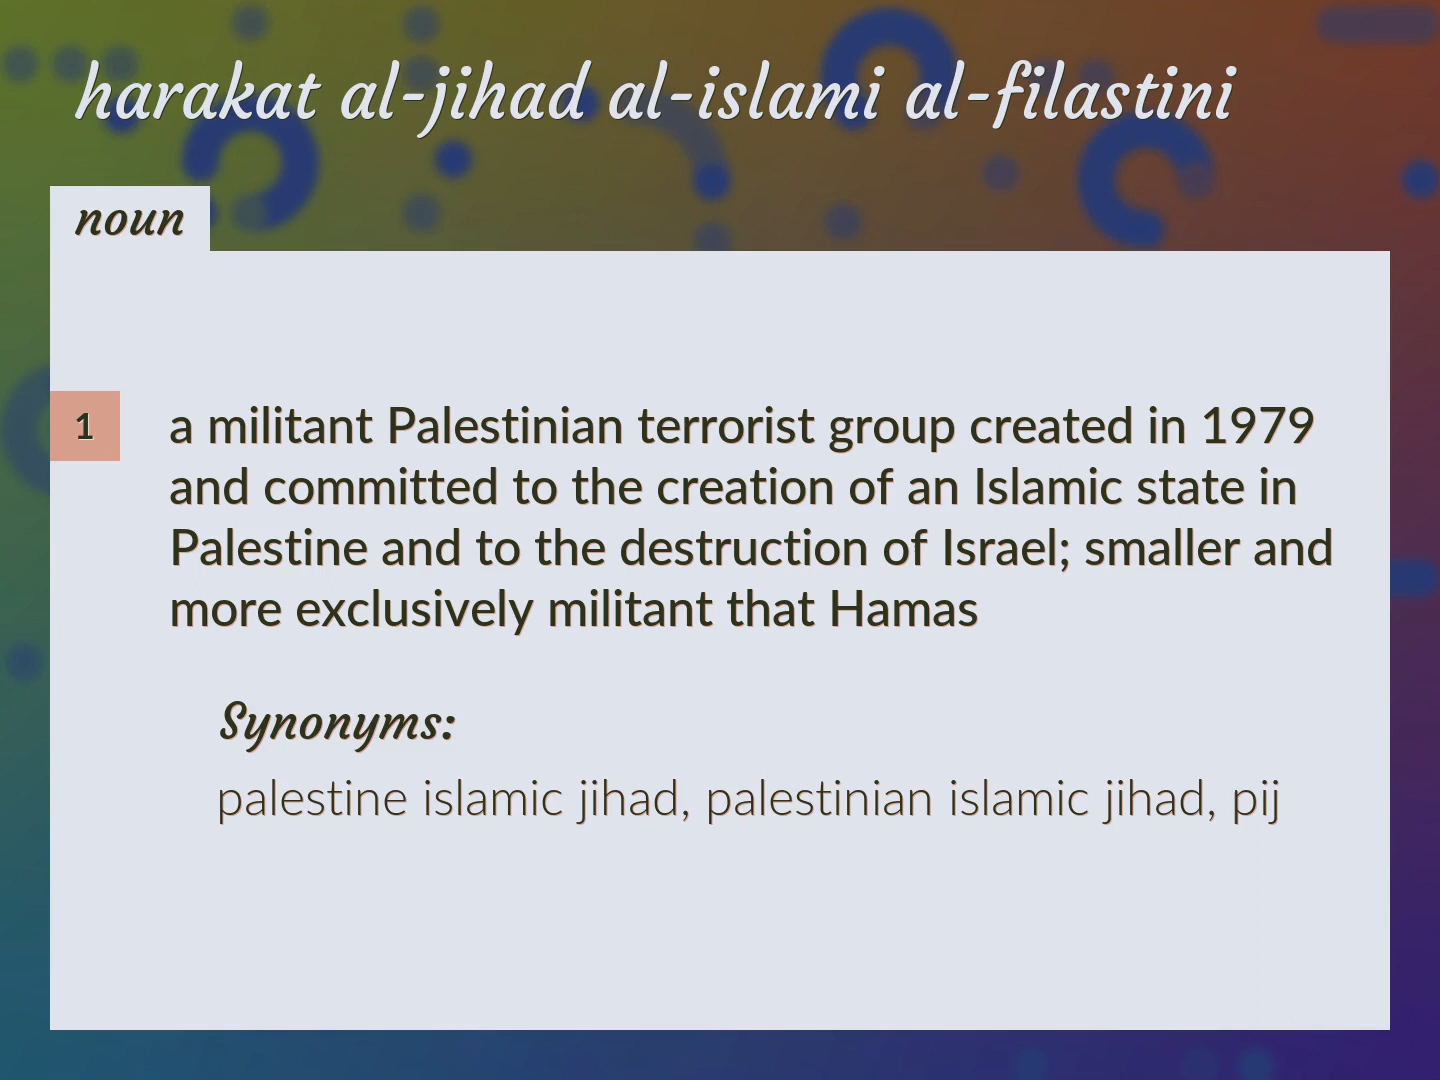 harakat al-jihad al-islami al-filastini
noun
1
a militant Palestinian terrorist group created in 1979
and committed to the creation of an Islamic state in
Palestine and to the destruction of Israel; smaller and
more exclusively militant that Hamas
Synonyms:
palestine islamic jihad, palestinian islamic jihad, pij